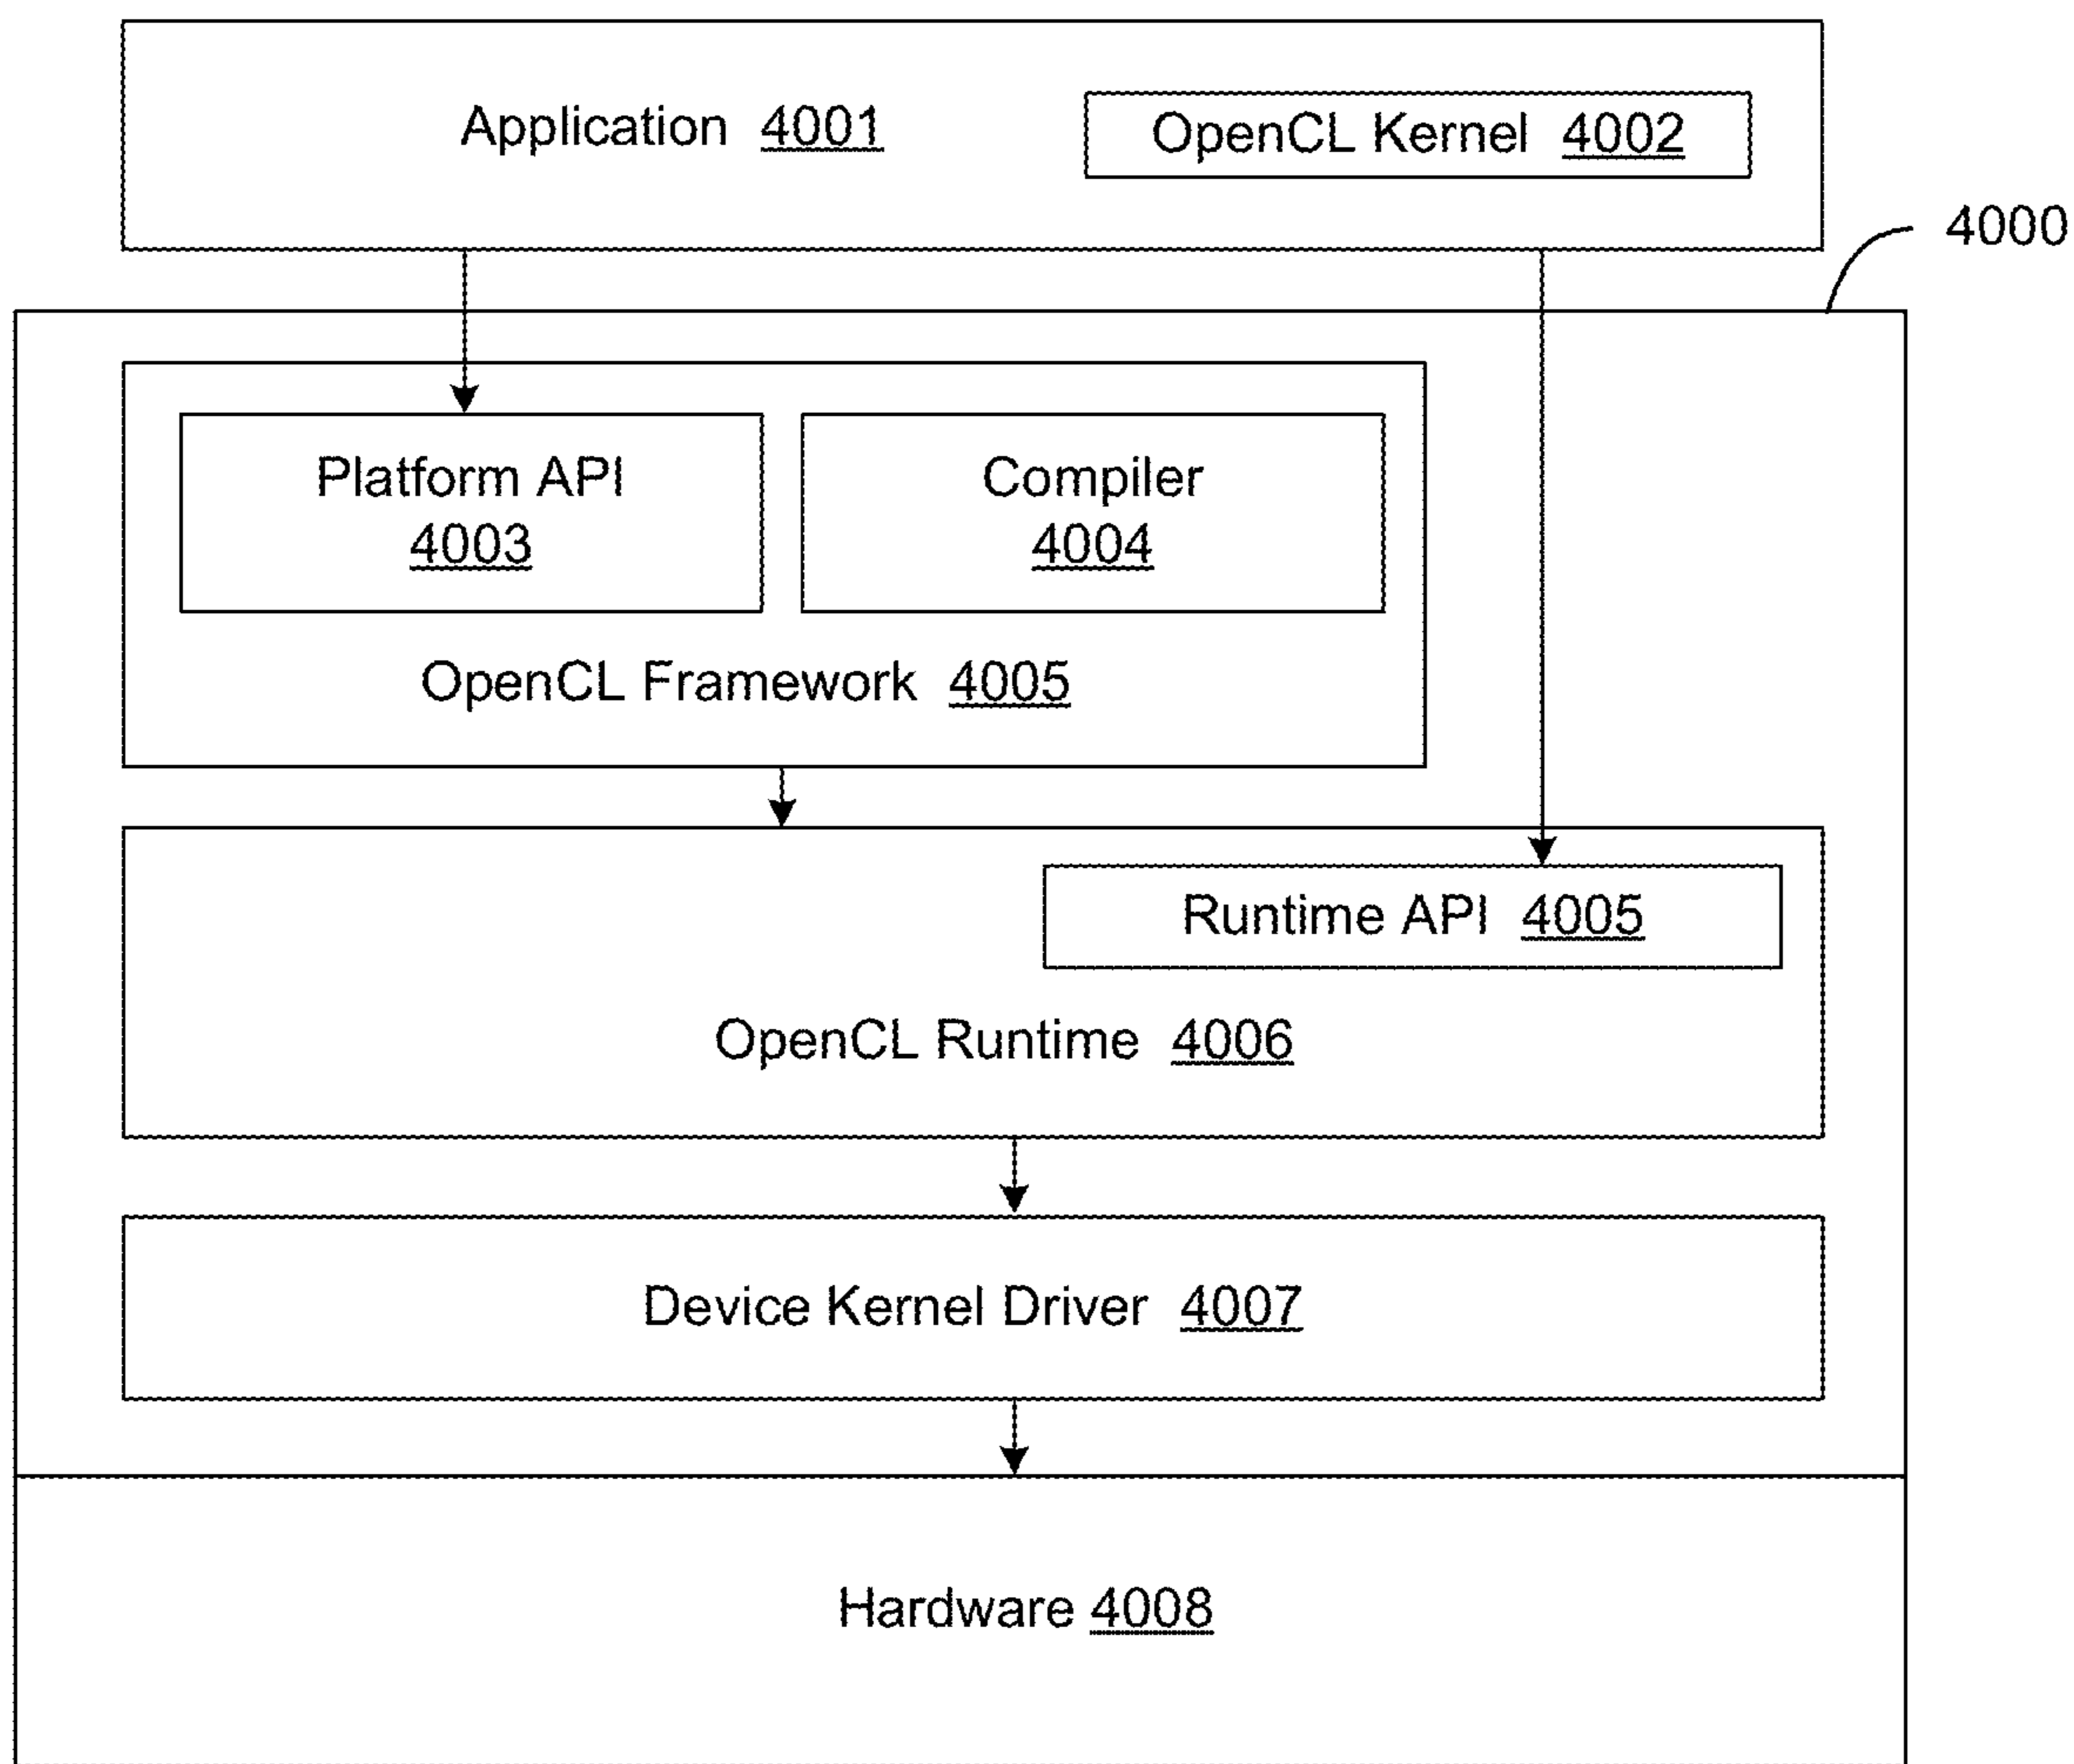 Application 4001
OpenCL Kernel 4002
4000
Platform API
4003
Compiler
4004
OpenCL Framework 4005
Runtime API 4005
OpenCL Runtime 4006
Device Kernel Driver 4007
Hardware 4008